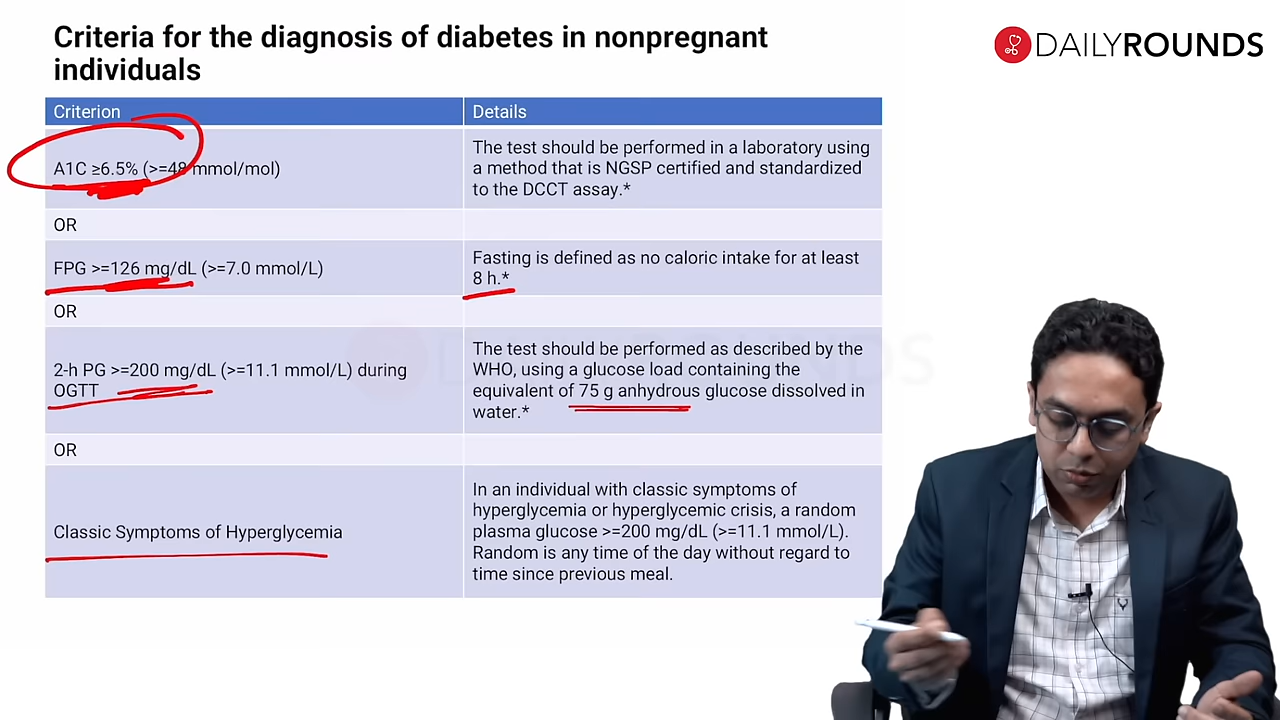 Criteria for the diagnosis of diabetes in nonpregnant
individuals
DAILYROUNDS
Criterion
Details
A1C ≥6.5% (>=48 mmol/mol)
The test should be performed in a laboratory using
a method that is NGSP certified and standardized
to the DCCT assay.*
OR
FPG >=126 mg/dL (>=7.0 mmol/L)
Fasting is defined as no caloric intake for at least
8 h.*
OR
2-h PG >=200 mg/dL (>=11.1 mmol/L) during
OGTT
The test should be performed as described by the
WHO, using a glucose load containing the
equivalent of 75 g anhydrous glucose dissolved in
water.*
OR
Classic Symptoms of Hyperglycemia
In an individual with classic symptoms of
hyperglycemia or hyperglycemic crisis, a random
plasma glucose >=200 mg/dL (>=11.1 mmol/L).
Random is any time of the day without regard to
time since previous meal.